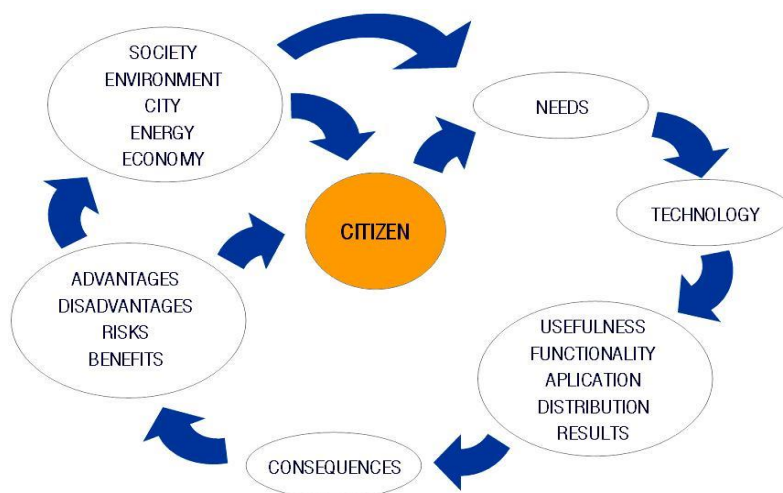 SOCIETY
ENVIRONMENT
CITY
ENERGY
ECONOMY
NEEDS
CITIZEN
TECHNOLOGY
ADVANTAGES
DISADVANTAGES
RISKS
BENEFITS
USEFULNESS
FUNCTIONALITY
APLICATION
DISTRIBUTION
RESULTS
CONSEQUENCES